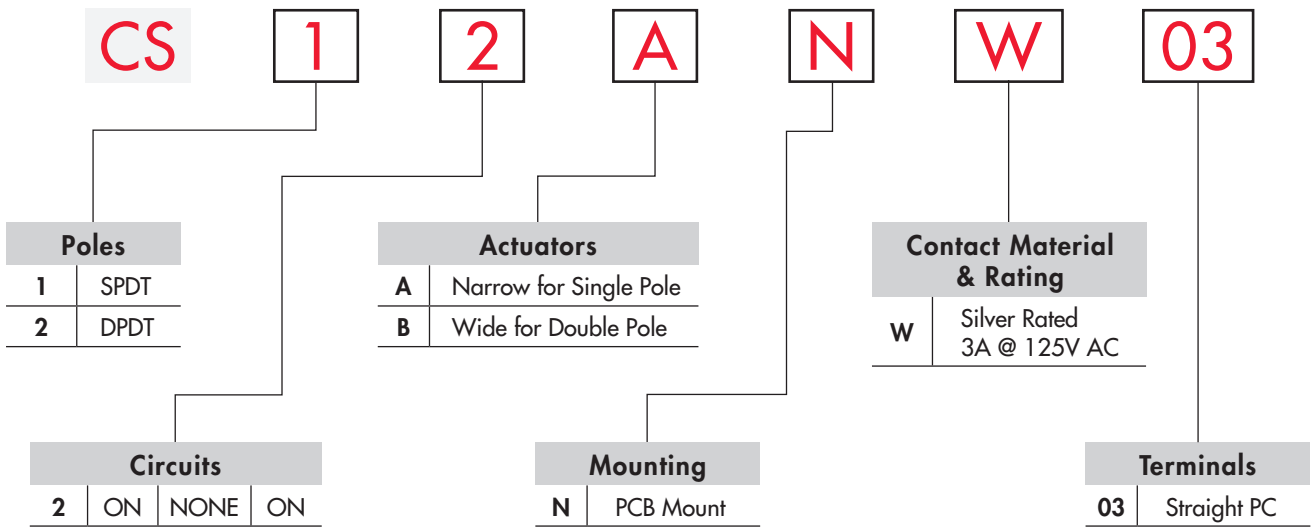 CS 1 2 A N W 03
Poles
1 SPDT
2 DPDT
Actuators
A Narrow for Single Pole
B Wide for Double Pole
Contact Material
& Rating
W Silver Rated
3A @ 125V AC
Circuits
2 ON NONE ON
Mounting
N PCB Mount
Terminals
03 Straight PC